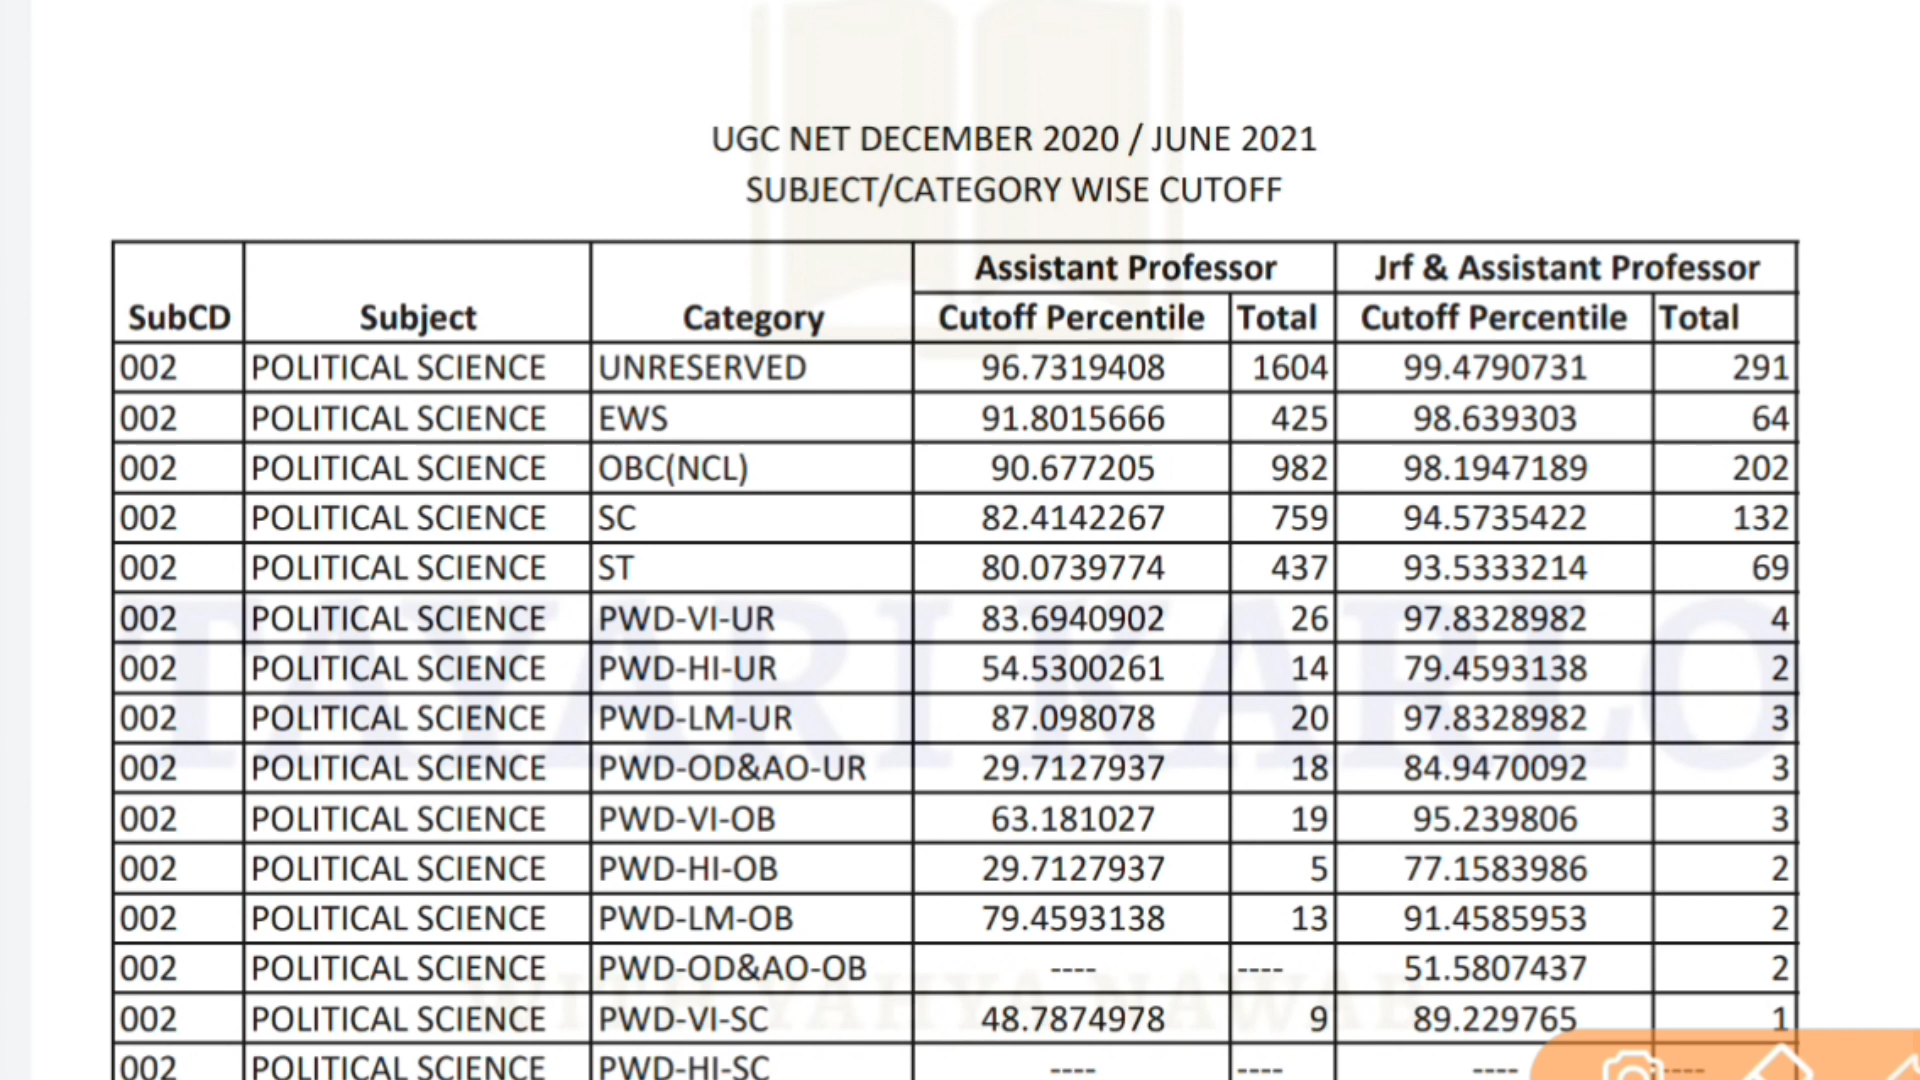 UGC NET DECEMBER 2020 / JUNE 2021
SUBJECT/CATEGORY WISE CUTOFF
Assistant Professor Jrf & Assistant Professor
SubCD Subject Category Cutoff Percentile Total Cutoff Percentile Total
002 POLITICAL SCIENCE UNRESERVED 96.7319408 1604 99.4790731 291
002 POLITICAL SCIENCE EWS 91.8015666 425 98.639303 64
002 POLITICAL SCIENCE OBC(NCL) 90.677205 982 98.1947189 202
002 POLITICAL SCIENCE SC 82.4142267 759 94.5735422 132
002 POLITICAL SCIENCE ST 80.0739774 437 93.5333214 69
002 POLITICAL SCIENCE PWD-VI-UR 83.6940902 26 97.8328982 4
002 POLITICAL SCIENCE PWD-HI-UR 54.5300261 14 79.4593138 2
TAYARI KARLO
002 POLITICAL SCIENCE PWD-LM-UR 87.098078 20 97.8328982 3
002 POLITICAL SCIENCE PWD-OD&AO-UR 29.7127937 18 84.9470092 3
002 POLITICAL SCIENCE PWD-VI-OB 63.181027 19 95.239806 3
002 POLITICAL SCIENCE PWD-HI-OB 29.7127937 5 77.1583986 2
002 POLITICAL SCIENCE PWD-LM-OB 79.4593138 13 91.4585953 2
002 POLITICAL SCIENCE PWD-OD&AO-OB ---- ---- 51.5807437 2
WITH YAHYA NAWAB
002 POLITICAL SCIENCE PWD-VI-SC 48.7874978 9 89.229765 1
002 POLITICAL SCIENCE PWD-HI-SC ---- ---- ---- ----